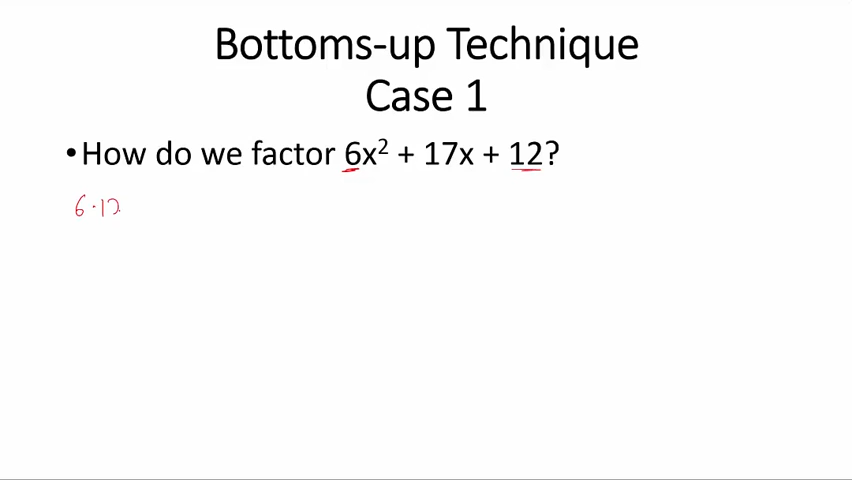 Bottoms-up Technique
Case 1
•How do we factor 6x² + 17x + 12?
6·12